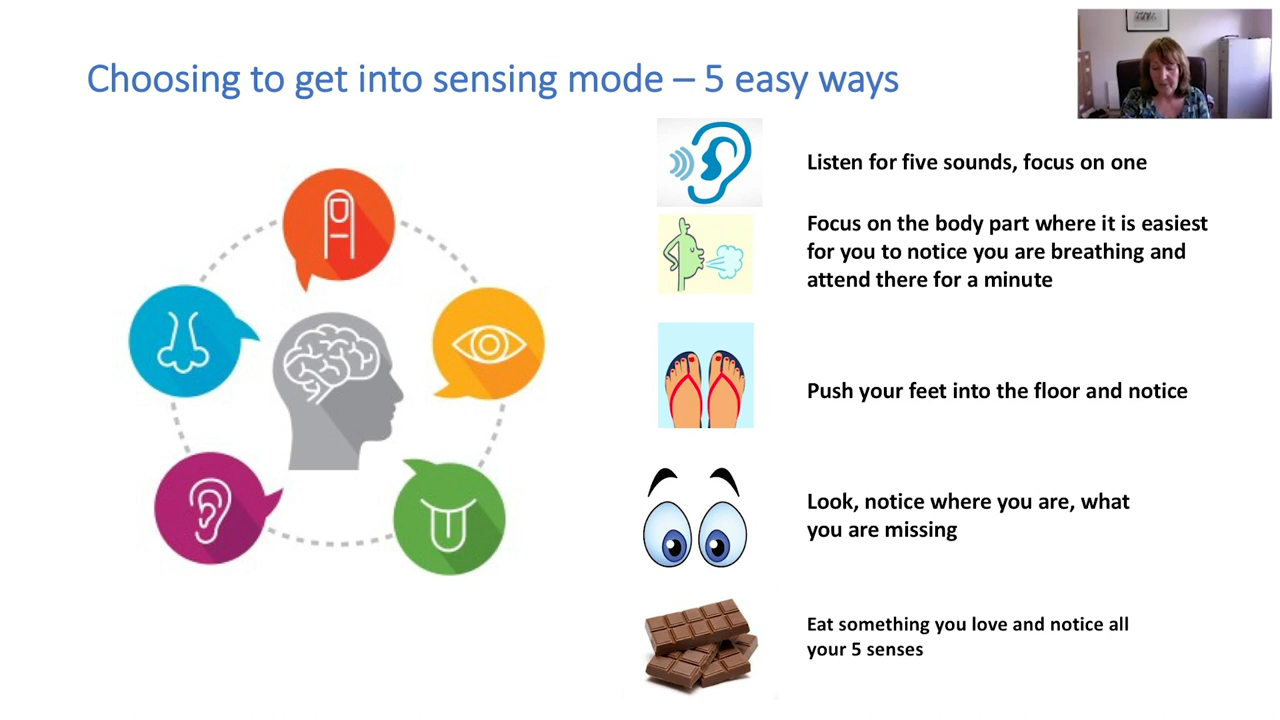 Choosing to get into sensing mode – 5 easy ways
Listen for five sounds, focus on one
Focus on the body part where it is easiest
for you to notice you are breathing and
attend there for a minute
Push your feet into the floor and notice
Look, notice where you are, what
you are missing
Eat something you love and notice all
your 5 senses